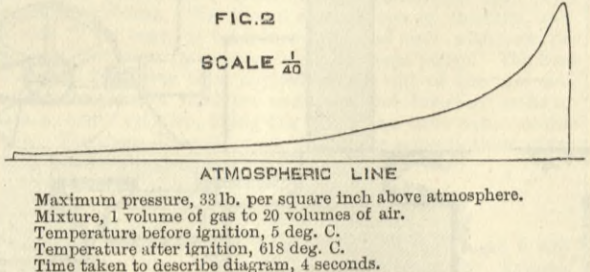 FIG.2
SCALE 1/40
ATMOSPHERIC LINE
Maximum pressure, 33 lb. per square inch above atmosphere.
Mixture, 1 volume of gas to 20 volumes of air.
Temperature before ignition, 5 deg. C.
Temperature after ignition, 618 deg. C.
Time taken to describe diagram, 4 seconds.